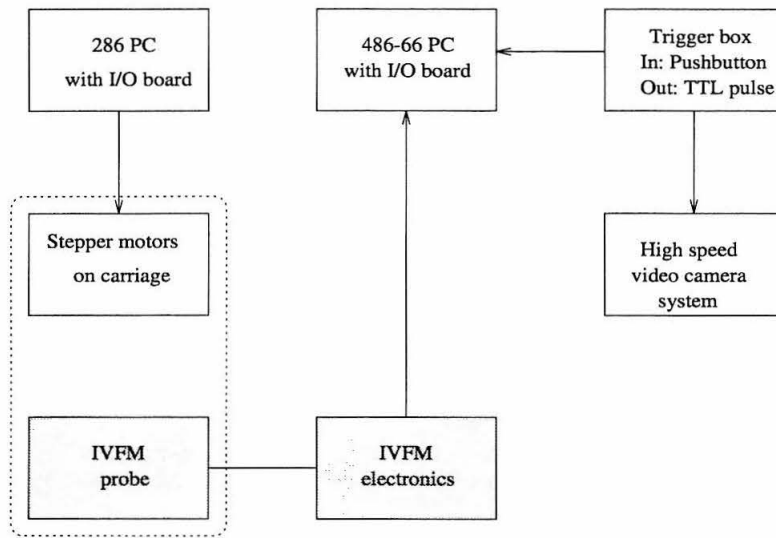 286 PC
with I/O board
486-66 PC
with I/O board
Trigger box
In: Pushbutton
Out: TTL pulse
Stepper motors
on carriage
High speed
video camera
system
IVFM
probe
IVFM
electronics